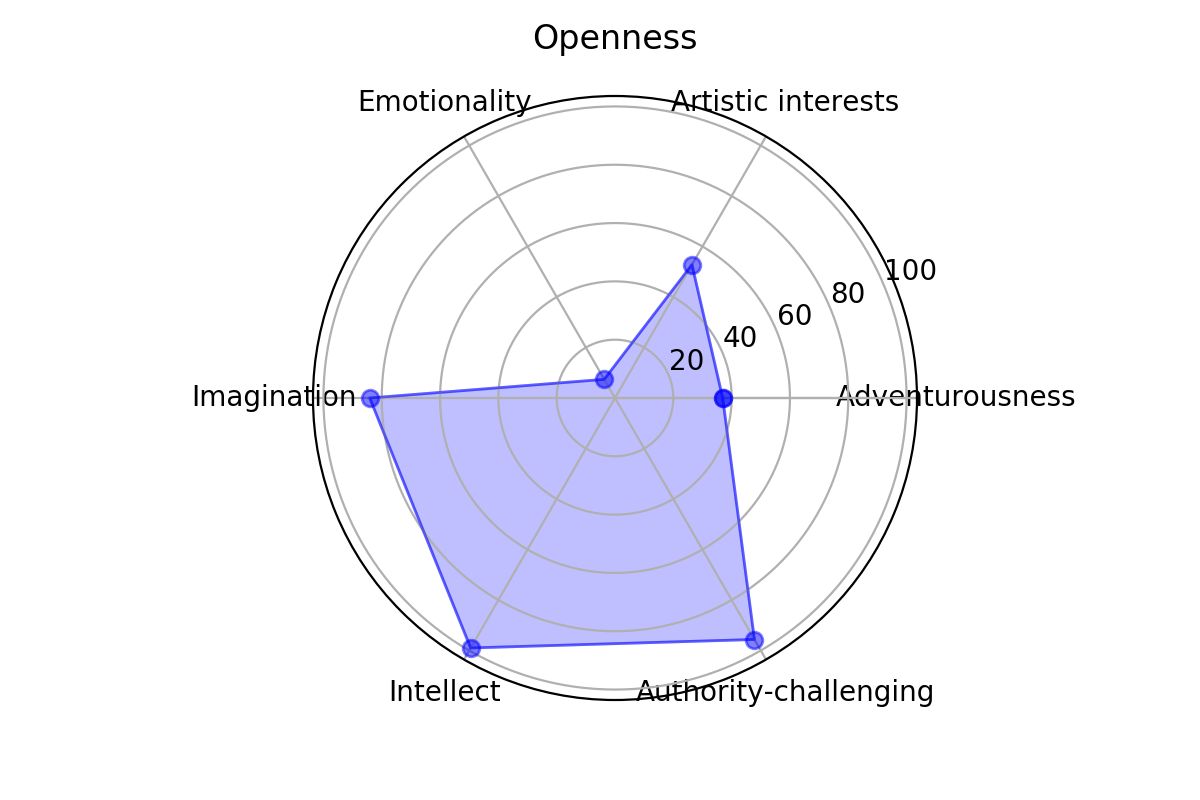 Openness
Emotionality
Artistic interests
100
80
60
40
20
Imagination
Adventurousness
Intellect
Authority-challenging